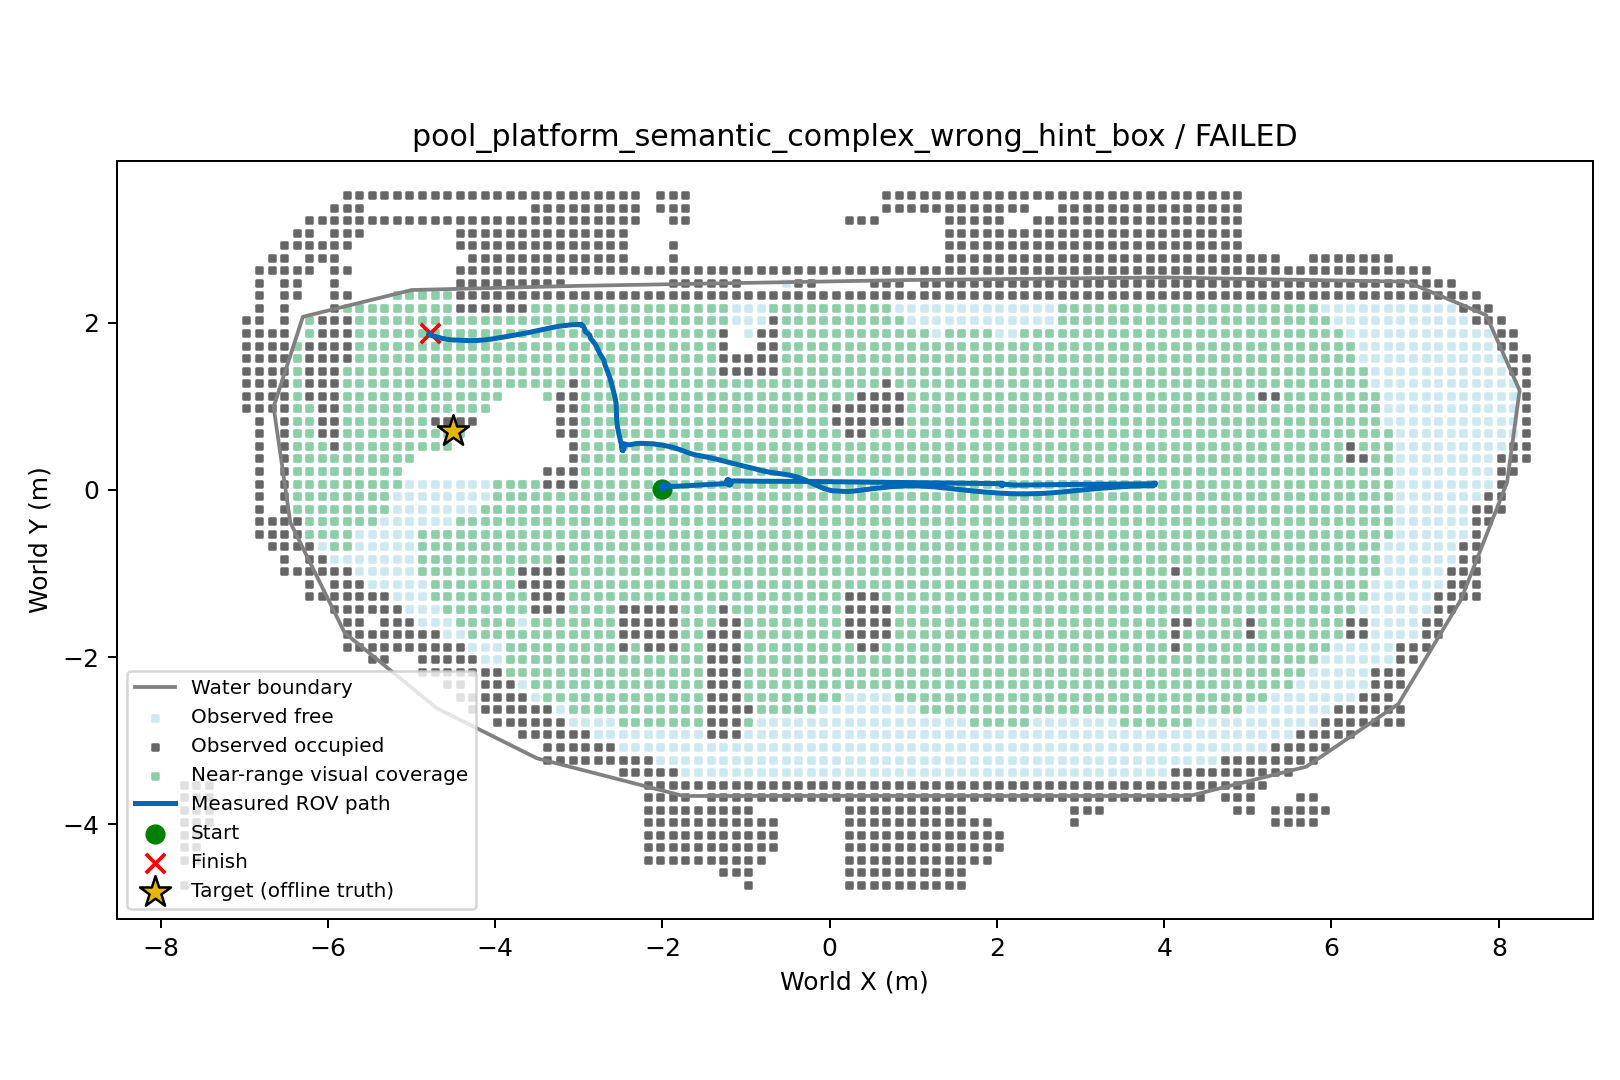 pool_platform_semantic_complex_wrong_hint_box / FAILED
World Y (m)
2
0
−2
−4
Water boundary
Observed free
Observed occupied
Near-range visual coverage
Measured ROV path
Start
Finish
Target (offline truth)
−8
−6
−4
−2
0
2
4
6
8
World X (m)